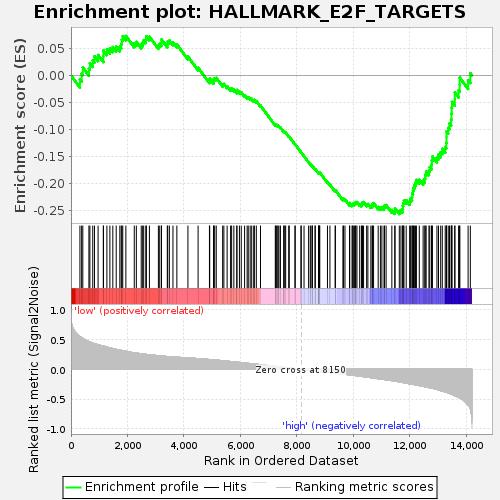 Enrichment plot: HALLMARK_E2F_TARGETS
Enrichment score (ES)
0.05
0.00
-0.05
-0.10
-0.15
-0.20
-0.25
'low' (positively correlated)
Ranked list metric (Signal2Noise)
1.0
0.5
0.0
-0.5
-1.0
Zero cross at 8150
'high' (negatively correlated)
0
2,000
4,000
6,000
8,000
10,000
12,000
14,000
Rank in Ordered Dataset
Enrichment profile
Hits
Ranking metric scores